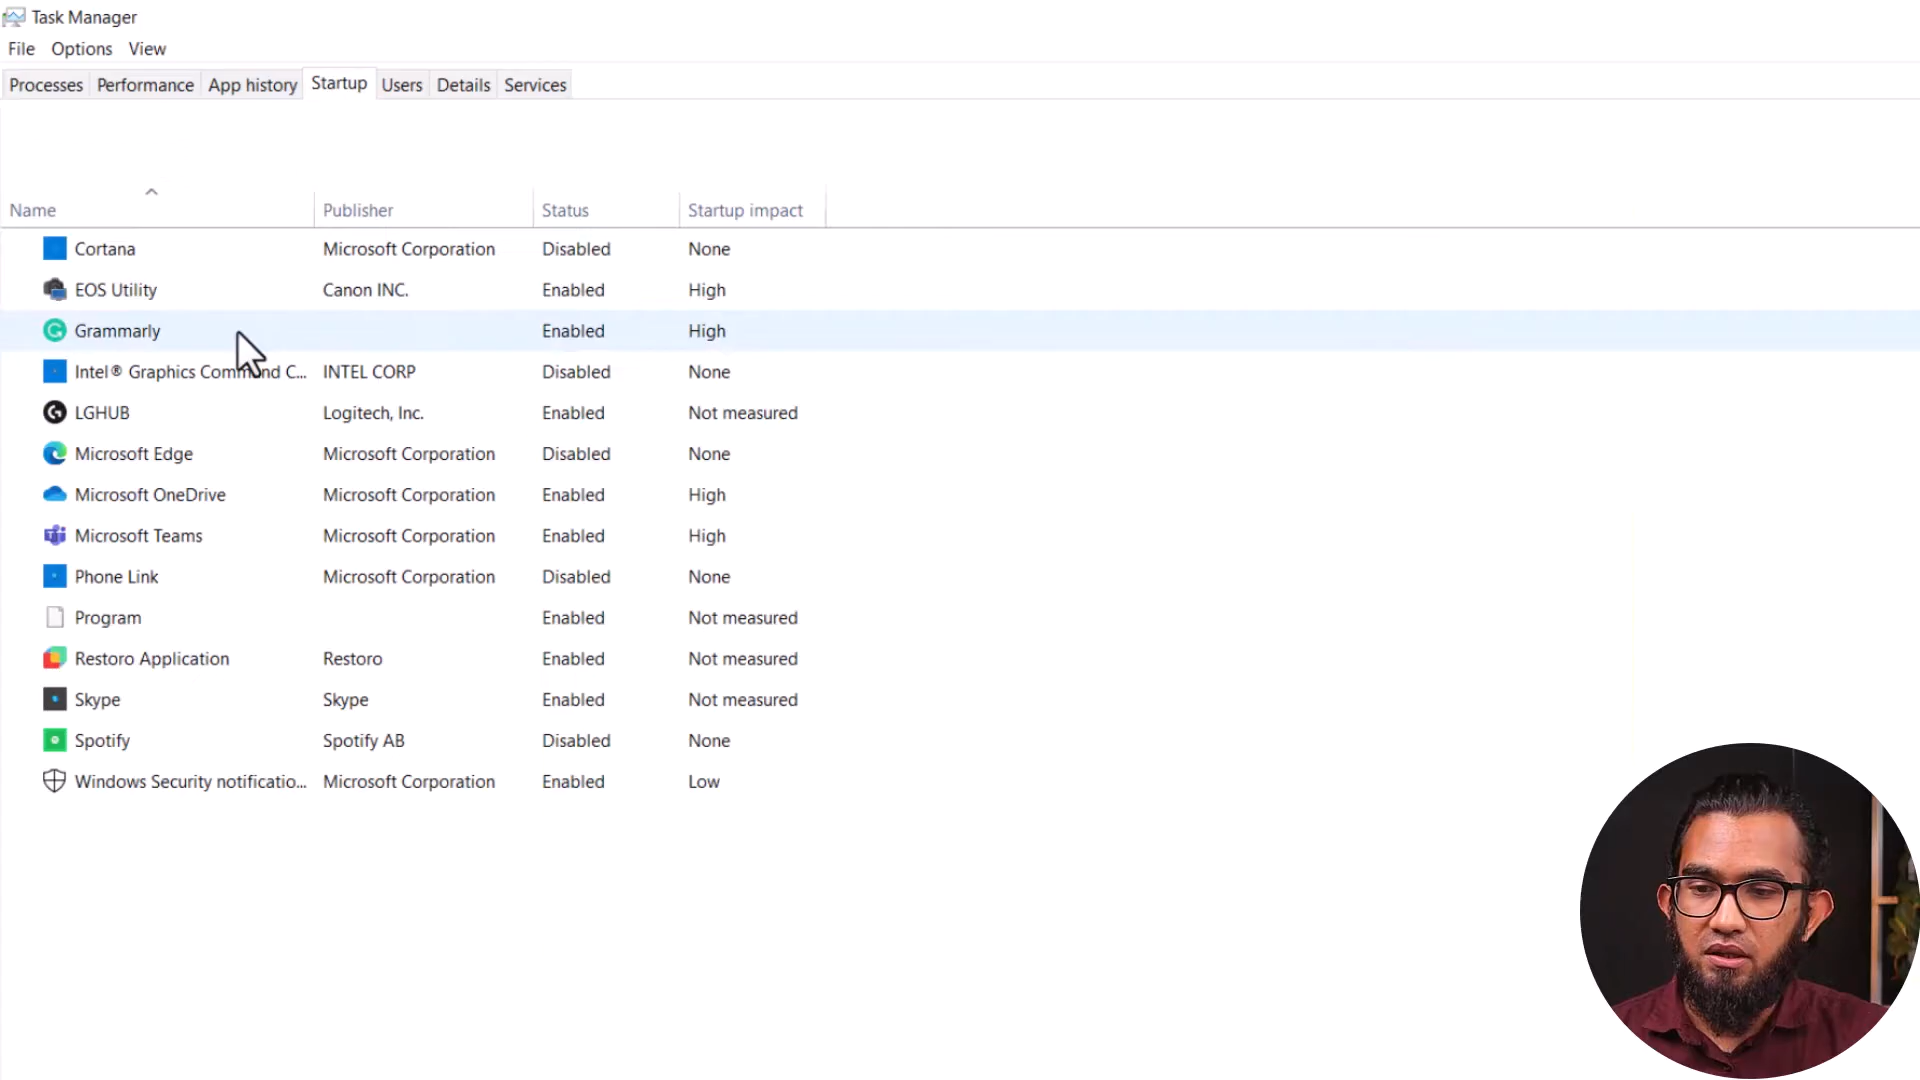 Task Manager
File Options View
Processes Performance App history Startup Users Details Services
Name Publisher Status Startup impact
Cortana Microsoft Corporation Disabled None
EOS Utility Canon INC. Enabled High
Grammarly Enabled High
Intel® Graphics Command C... INTEL CORP Disabled None
LGHUB Logitech, Inc. Enabled Not measured
Microsoft Edge Microsoft Corporation Disabled None
Microsoft OneDrive Microsoft Corporation Enabled High
Microsoft Teams Microsoft Corporation Enabled High
Phone Link Microsoft Corporation Disabled None
Program Enabled Not measured
Restoro Application Restoro Enabled Not measured
Skype Skype Enabled Not measured
Spotify Spotify AB Disabled None
Windows Security notificatio... Microsoft Corporation Enabled Low